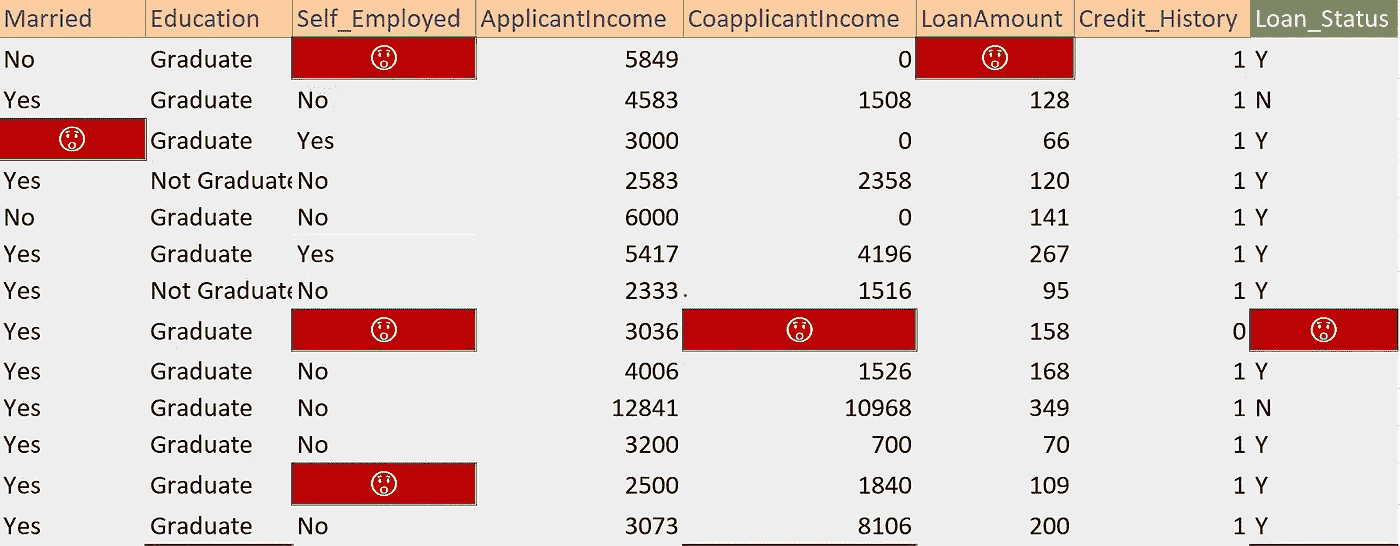 Married Education Self_Employed ApplicantIncome CoapplicantIncome LoanAmount Credit_History Loan_Status
No Graduate 5849 0 1 Y
Yes Graduate No 4583 1508 128 1 N
Graduate Yes 3000 0 66 1 Y
Yes Not Graduate No 2583 2358 120 1 Y
No Graduate No 6000 0 141 1 Y
Yes Graduate Yes 5417 4196 267 1 Y
Yes Not Graduate No 2333 1516 95 1 Y
Yes Graduate 3036 158 0
Yes Graduate No 4006 1526 168 1 Y
Yes Graduate No 12841 10968 349 1 N
Yes Graduate No 3200 700 70 1 Y
Yes Graduate 2500 1840 109 1 Y
Yes Graduate No 3073 8106 200 1 Y